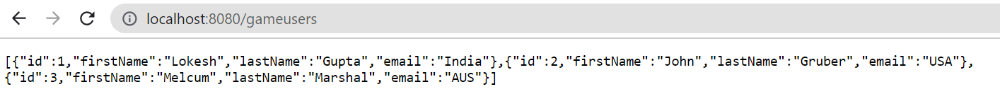 localhost:8080/gameusers
[{"id":1,"firstName":"Lokesh","lastName":"Gupta","email":"India"},{"id":2,"firstName":"John","lastName":"Gruber","email":"USA"},
{"id":3,"firstName":"Melcum","lastName":"Marshal","email":"AUS"}]